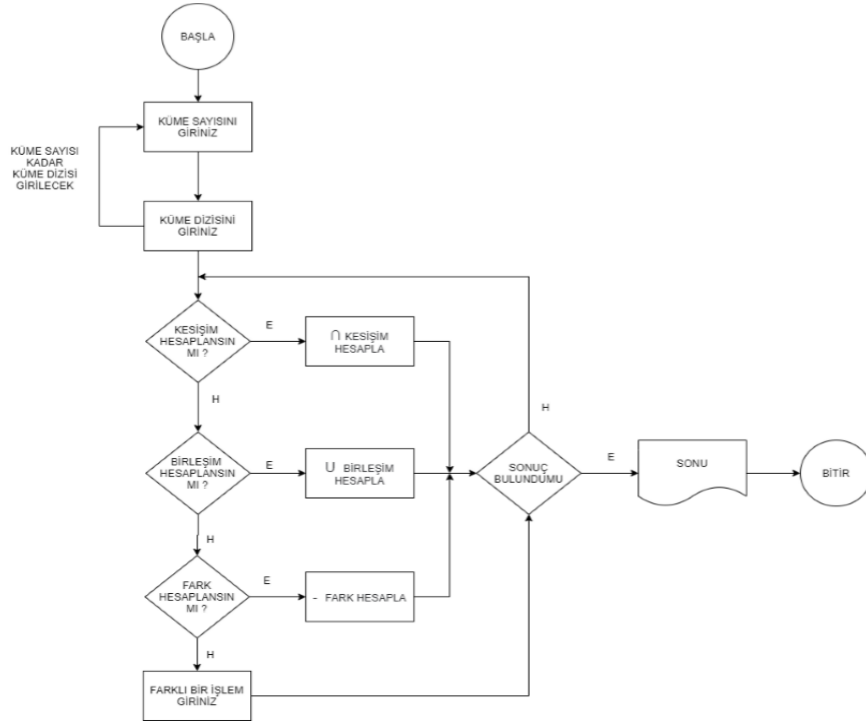 BAŞLA
KÜME SAYISINI
GİRİNİZ
KÜME SAYISI
KADAR
KÜME DİZİSİ
GİRİLECEK
KÜME DİZİSİNİ
GİRİNİZ
KESİŞİM
HESAPLANSIN
MI ?
E
∩ KESİŞİM
HESAPLA
H
H
BİRLEŞİM
HESAPLANSIN
MI ?
E
U BİRLEŞİM
HESAPLA
SONUÇ
BULUNDUMU
E
SONU
BİTİR
H
FARK
HESAPLANSIN
MI ?
E
- FARK HESAPLA
H
FARKLI BİR İŞLEM
GİRİNİZ